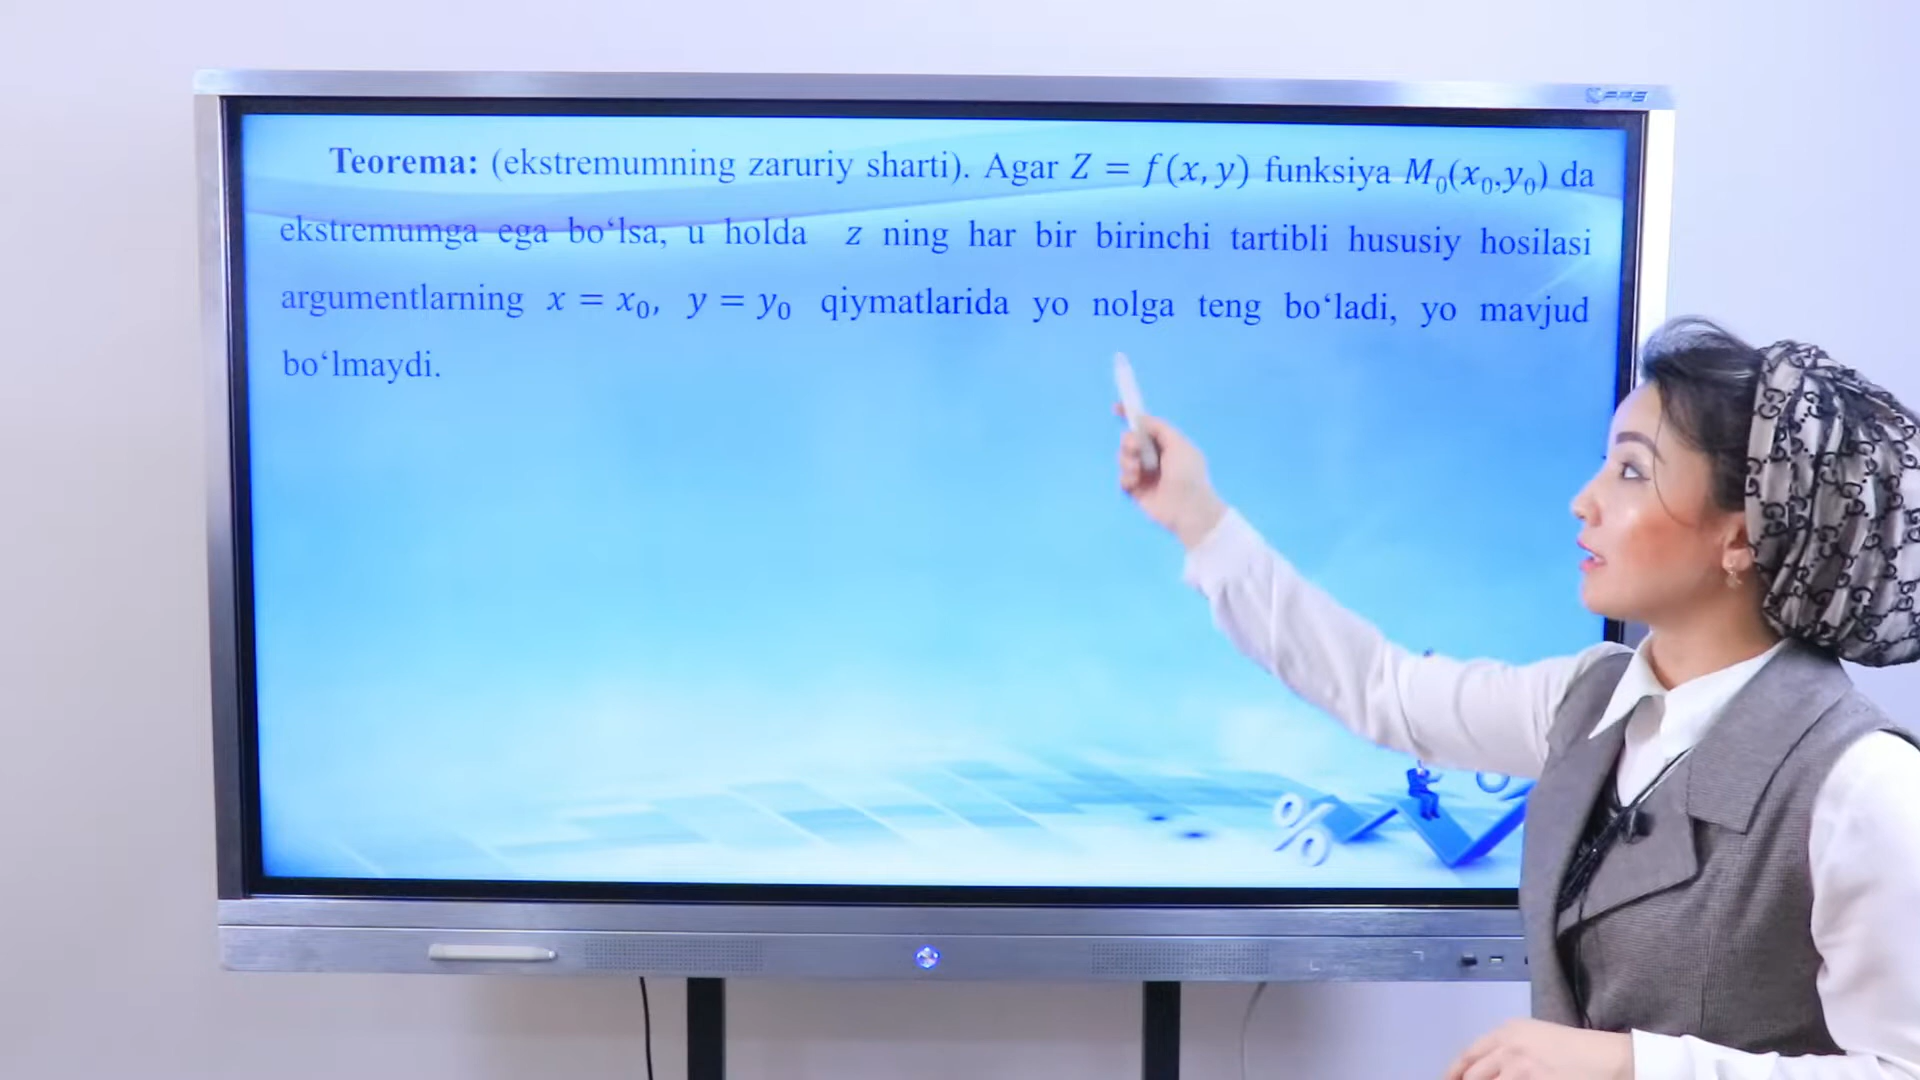 Teorema: (ekstremumning zaruriy sharti). Agar Z = f(x, y) funksiya M₀(x₀,y₀) da
ekstremumga ega bo‘lsa, u holda z ning har bir birinchi tartibli hususiy hosilasi
argumentlarning x = x₀, y = y₀ qiymatlarida yo nolga teng bo‘ladi, yo mavjud
bo‘lmaydi.
%